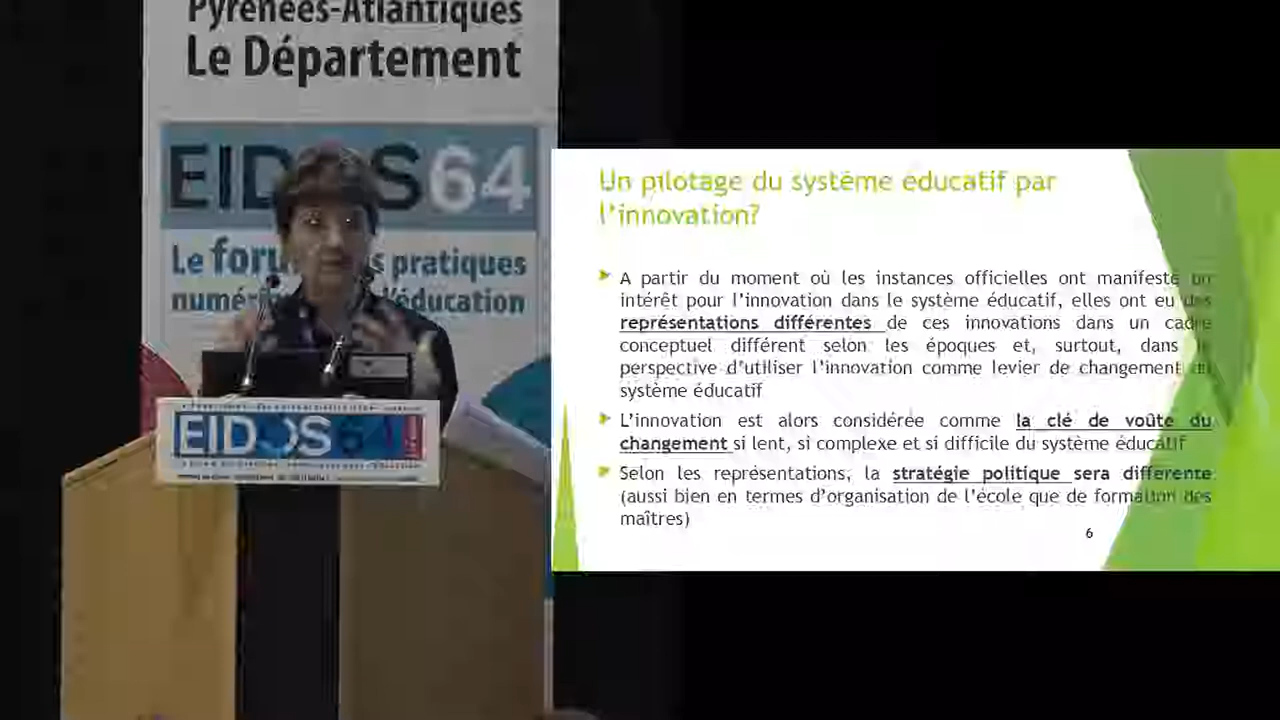 Pyrénées-Atlantiques
Le Département
EIDOS64
Le forum pratiques
l'éducation
EIDOS 64
Un pilotage du système éducatif par
l'innovation?
A partir du moment où les instances officielles ont manifesté un
intérêt pour l'innovation dans le système éducatif, elles ont eu des
représentations différentes de ces innovations dans un cadre
conceptuel différent selon les époques et, surtout, dans
perspective d'utiliser l'innovation comme levier de changement du
système éducatif
L'innovation est alors considérée comme la clé de voûte du
changement si lent, si complexe et si difficile du système éducatif
Selon les représentations, la stratégie politique sera différente
(aussi bien en termes d'organisation de l'école que de formation des
maîtres)
6